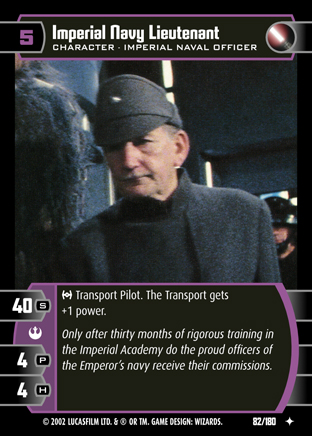 5
Imperial Navy Lieutenant
CHARACTER · IMPERIAL NAVAL OFFICER
40 S
Transport Pilot. The Transport gets
+1 power.
4 P
Only after thirty months of rigorous training in
the Imperial Academy do the proud officers of
the Emperor's navy receive their commissions.
4 H
© 2002 LUCASFILM LTD. & ® OR TM. GAME DESIGN: WIZARDS.
82/180